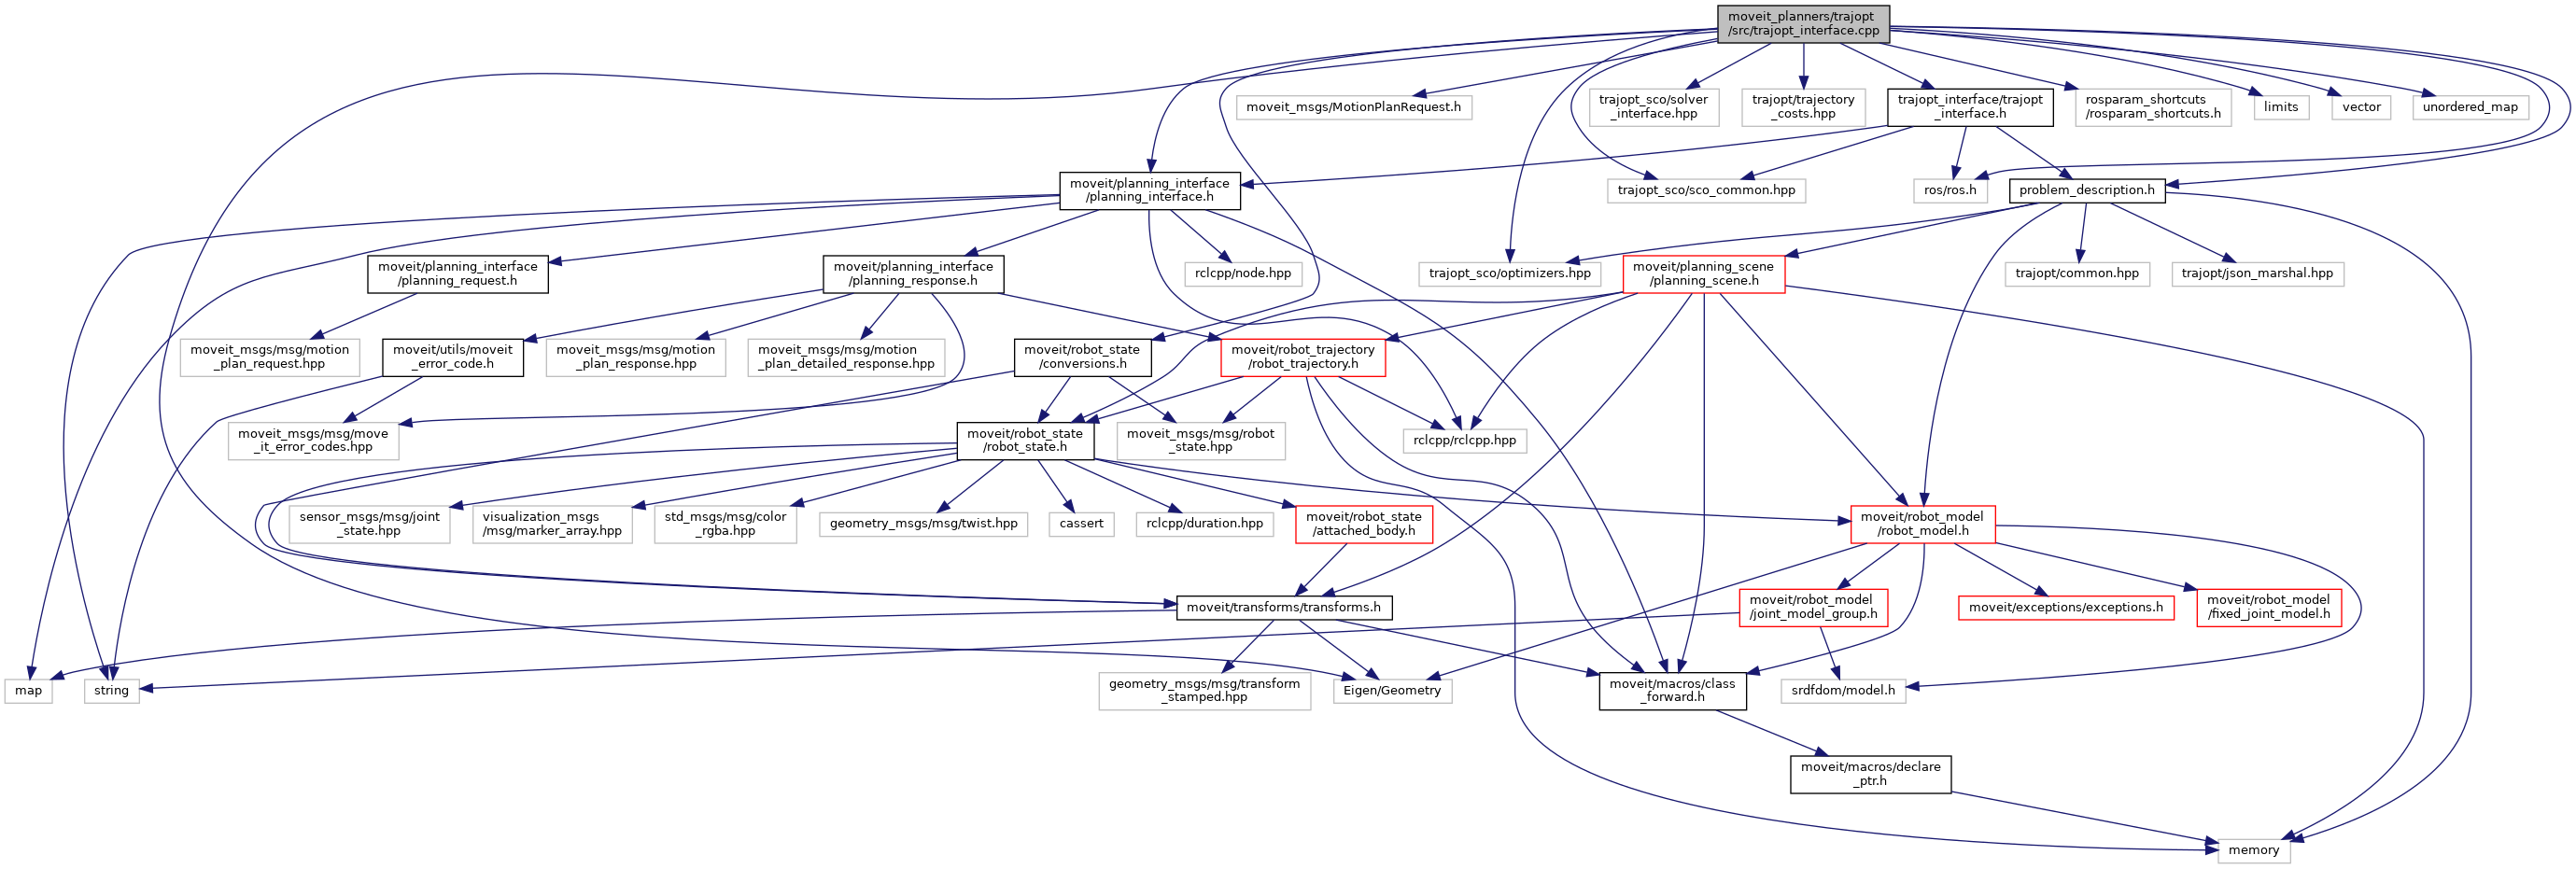 moveit_planners/trajopt
/src/trajopt_interface.cpp
moveit_msgs/MotionPlanRequest.h
trajopt_sco/solver
_interface.hpp
trajopt/trajectory
_costs.hpp
trajopt_interface/trajopt
_interface.h
rosparam_shortcuts
/rosparam_shortcuts.h
limits
vector
unordered_map
moveit/planning_interface
/planning_interface.h
trajopt_sco/sco_common.hpp
ros/ros.h
problem_description.h
moveit/planning_interface
/planning_request.h
moveit/planning_interface
/planning_response.h
rclcpp/node.hpp
trajopt_sco/optimizers.hpp
moveit/planning_scene
/planning_scene.h
trajopt/common.hpp
trajopt/json_marshal.hpp
moveit_msgs/msg/motion
_plan_request.hpp
moveit/utils/moveit
_error_code.h
moveit_msgs/msg/motion
_plan_response.hpp
moveit_msgs/msg/motion
_plan_detailed_response.hpp
moveit/robot_state
/conversions.h
moveit/robot_trajectory
/robot_trajectory.h
moveit_msgs/msg/move
_it_error_codes.hpp
moveit/robot_state
/robot_state.h
moveit_msgs/msg/robot
_state.hpp
rclcpp/rclcpp.hpp
sensor_msgs/msg/joint
_state.hpp
visualization_msgs
/msg/marker_array.hpp
std_msgs/msg/color
_rgba.hpp
geometry_msgs/msg/twist.hpp
cassert
rclcpp/duration.hpp
moveit/robot_state
/attached_body.h
moveit/robot_model
/robot_model.h
moveit/transforms/transforms.h
moveit/robot_model
/joint_model_group.h
moveit/exceptions/exceptions.h
moveit/robot_model
/fixed_joint_model.h
map
string
geometry_msgs/msg/transform
_stamped.hpp
Eigen/Geometry
moveit/macros/class
_forward.h
srdfdom/model.h
moveit/macros/declare
_ptr.h
memory